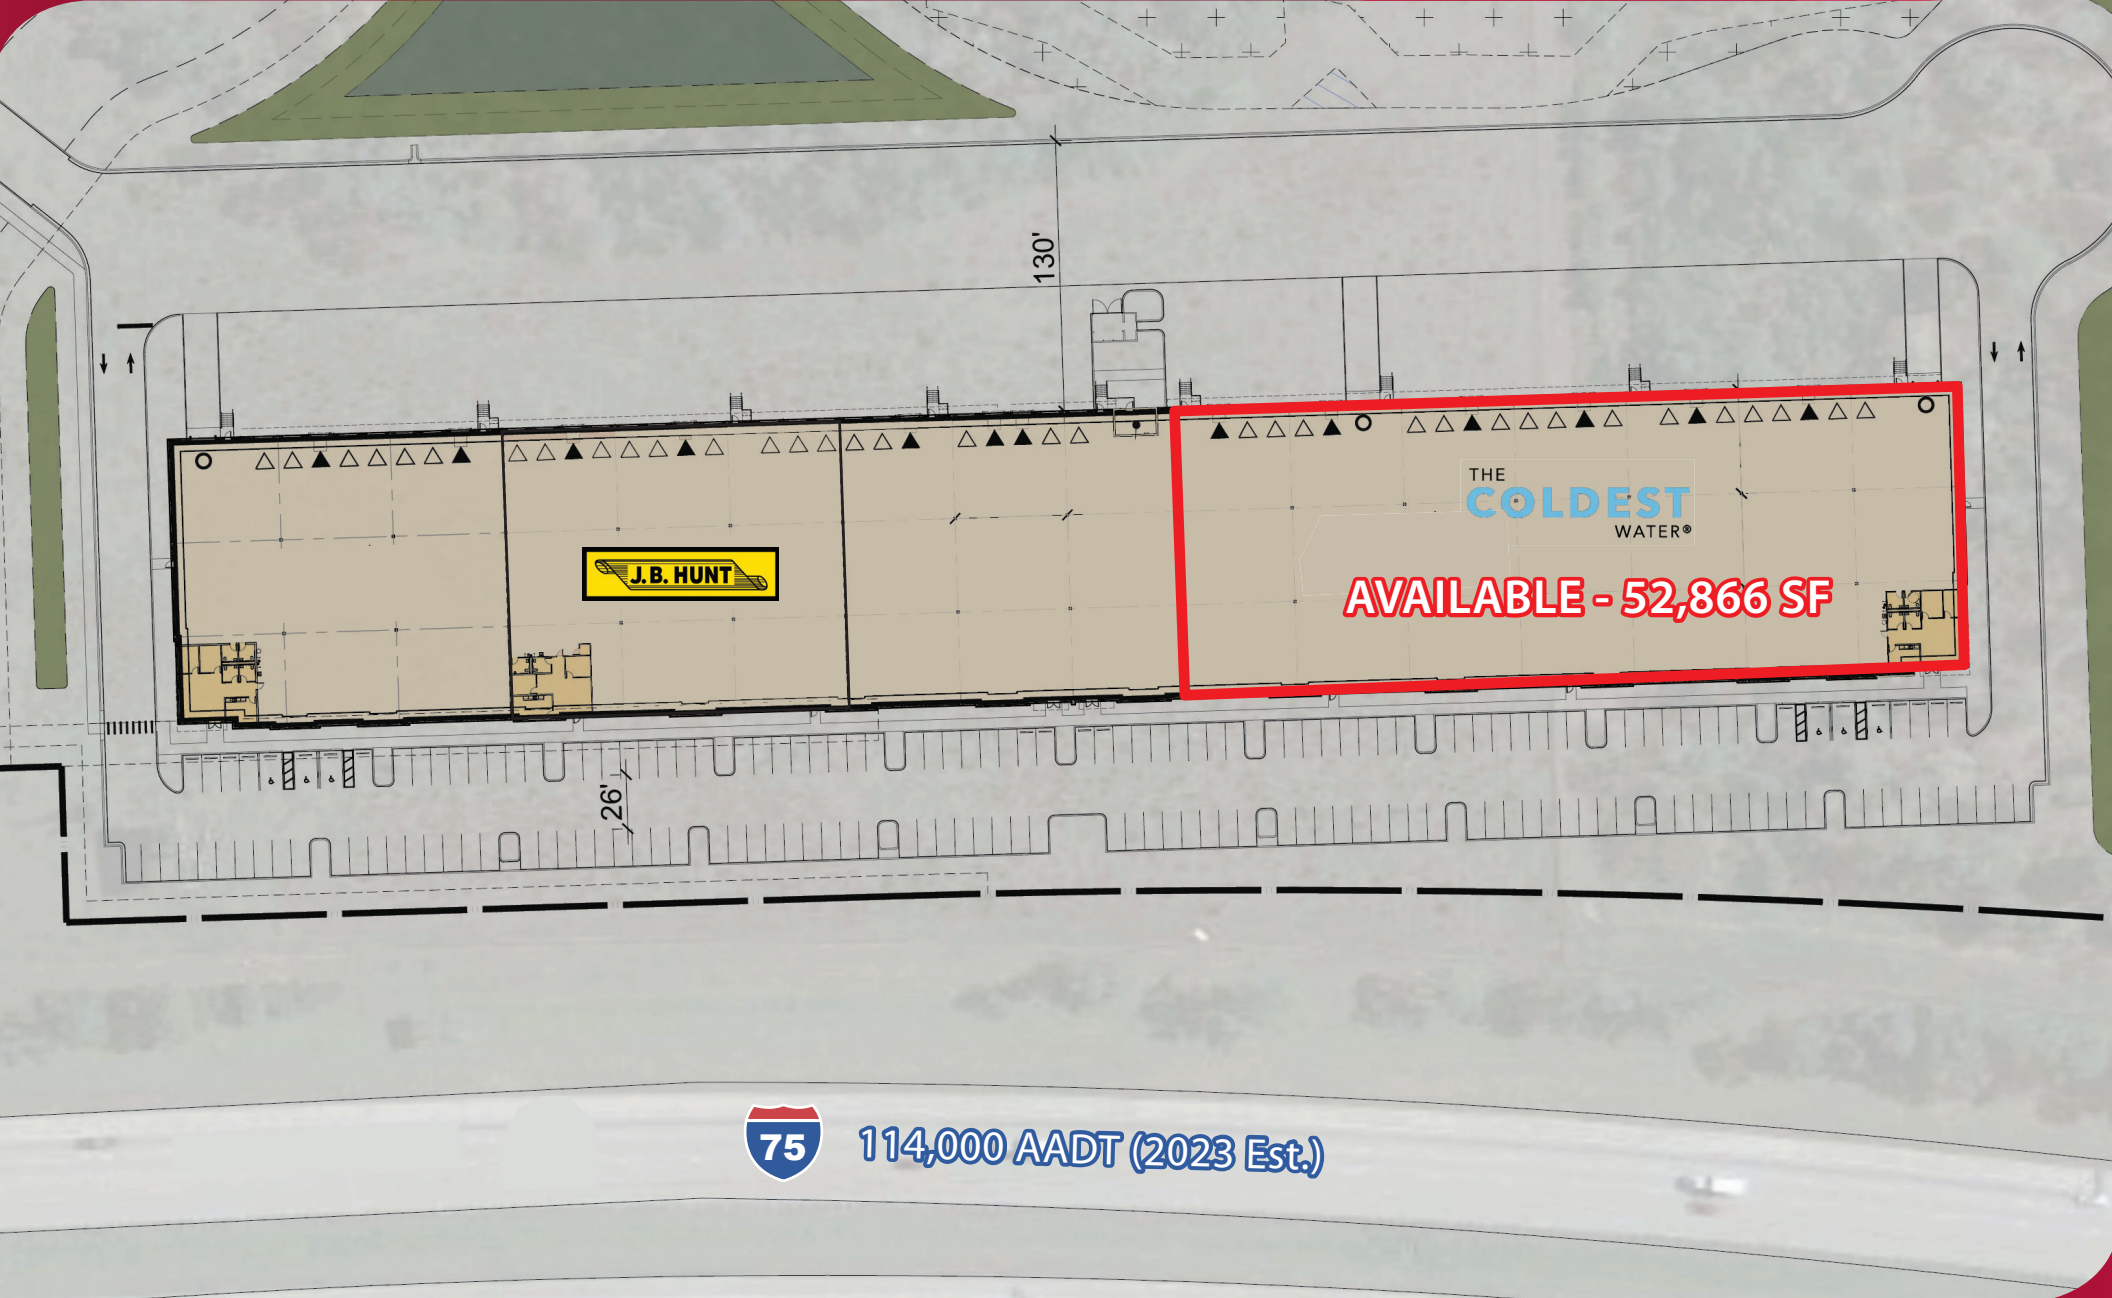 130'
THE
COLDEST
WATER®
J.B. HUNT
AVAILABLE - 52,866 SF
26'
75
114,000 AADT (2023 Est.)